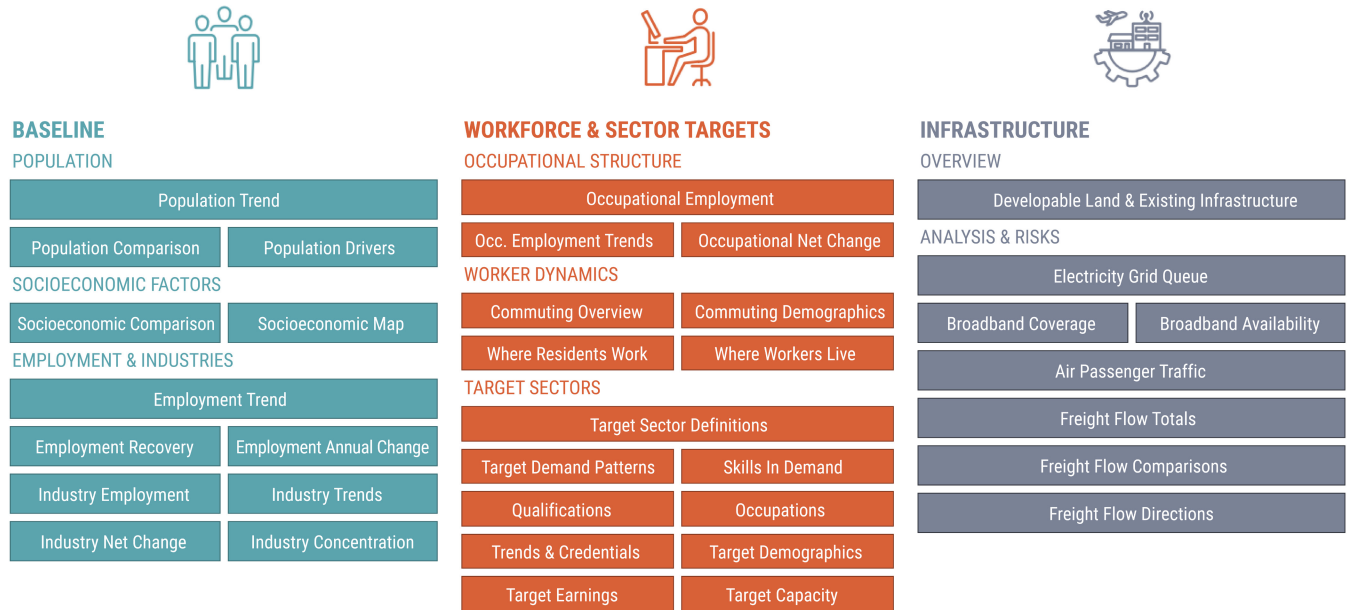 BASELINE
POPULATION
Population Trend
Population Comparison
Population Drivers
SOCIOECONOMIC FACTORS
Socioeconomic Comparison
Socioeconomic Map
EMPLOYMENT & INDUSTRIES
Employment Trend
Employment Recovery
Employment Annual Change
Industry Employment
Industry Trends
Industry Net Change
Industry Concentration
WORKFORCE & SECTOR TARGETS
OCCUPATIONAL STRUCTURE
Occupational Employment
Occ. Employment Trends
Occupational Net Change
WORKER DYNAMICS
Commuting Overview
Commuting Demographics
Where Residents Work
Where Workers Live
TARGET SECTORS
Target Sector Definitions
Target Demand Patterns
Skills In Demand
Qualifications
Occupations
Trends & Credentials
Target Demographics
Target Earnings
Target Capacity
INFRASTRUCTURE
OVERVIEW
Developable Land & Existing Infrastructure
ANALYSIS & RISKS
Electricity Grid Queue
Broadband Coverage
Broadband Availability
Air Passenger Traffic
Freight Flow Totals
Freight Flow Comparisons
Freight Flow Directions